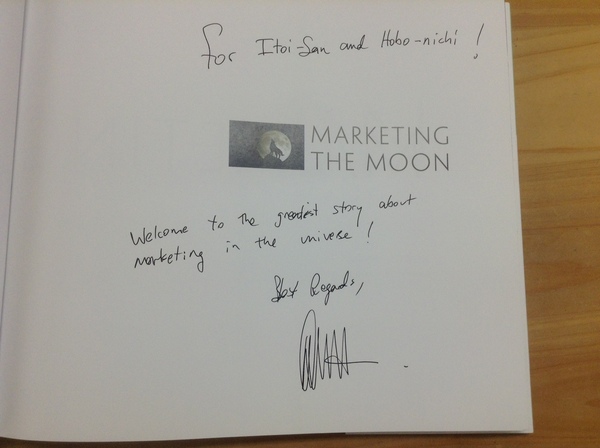 for Itoi-San and Hobo-nichi !
MARKETING
THE MOON
Welcome to the greatest story about
marketing in the universe !
Best Regards,